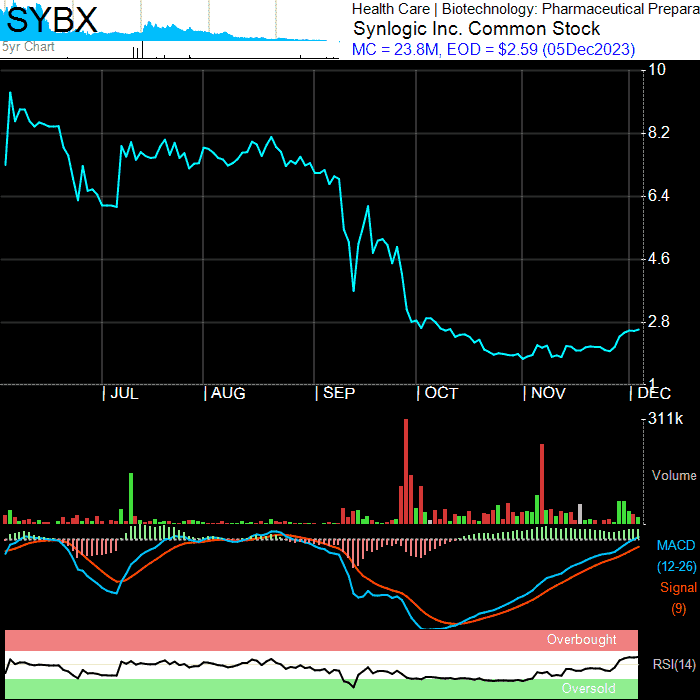 SYBX
5yr Chart
Health Care | Biotechnology: Pharmaceutical Prepara
Synlogic Inc. Common Stock
MC = 23.8M, EOD = $2.59 (05Dec2023)
10
8.2
6.4
4.6
2.8
1
JUL
AUG
SEP
OCT
NOV
DEC
311k
Volume
MACD
(12-26)
Signal
(9)
Overbought
RSI(14)
Oversold